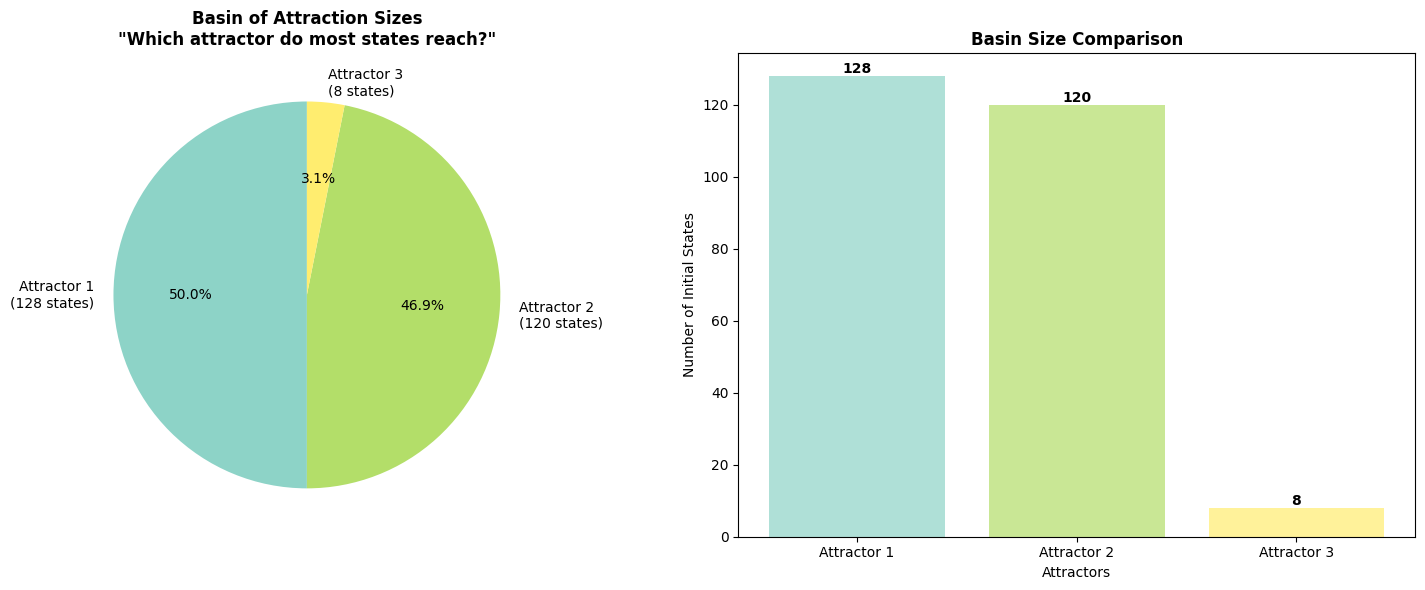 Basin of Attraction Sizes
"Which attractor do most states reach?"
Attractor 3
(8 states)
3.1%
Attractor 1
(128 states)
50.0%
46.9%
Attractor 2
(120 states)
Basin Size Comparison
Number of Initial States
120
100
80
60
40
20
0
128
120
8
Attractor 1
Attractor 2
Attractor 3
Attractors